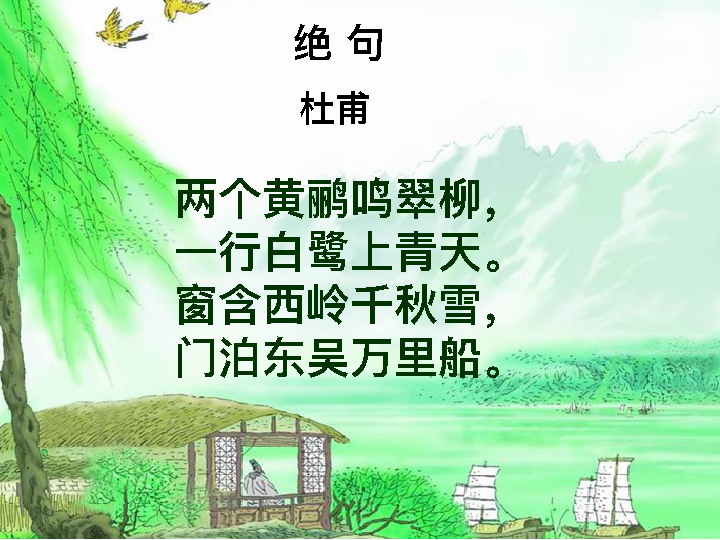 绝 句
杜甫
两个黄鹂鸣翠柳，
一行白鹭上青天。
窗含西岭千秋雪，
门泊东吴万里船。